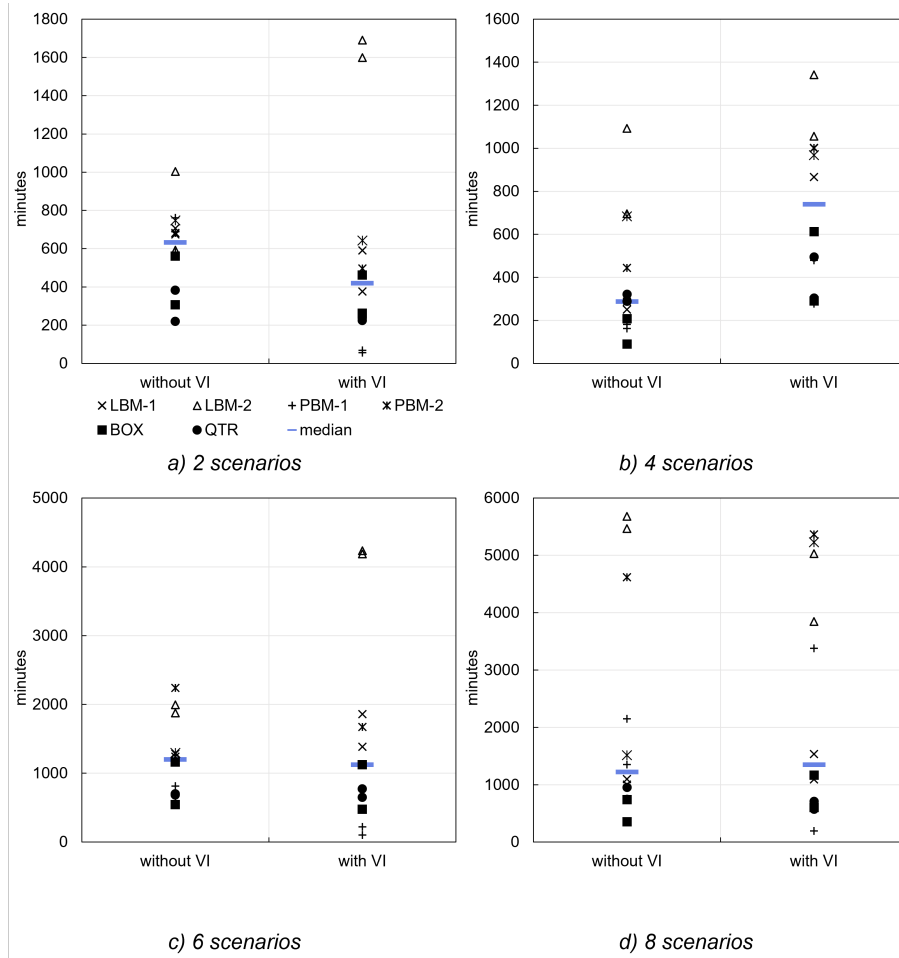 1800
1600
1400
1200
1000
800
600
400
200
0
minutes
without VI with VI
LBM-1 LBM-2 PBM-1 PBM-2
BOX QTR median
a) 2 scenarios
1600
1400
1200
1000
800
600
400
200
0
minutes
without VI with VI
b) 4 scenarios
5000
4000
3000
2000
1000
0
minutes
without VI with VI
c) 6 scenarios
6000
5000
4000
3000
2000
1000
0
minutes
without VI with VI
d) 8 scenarios